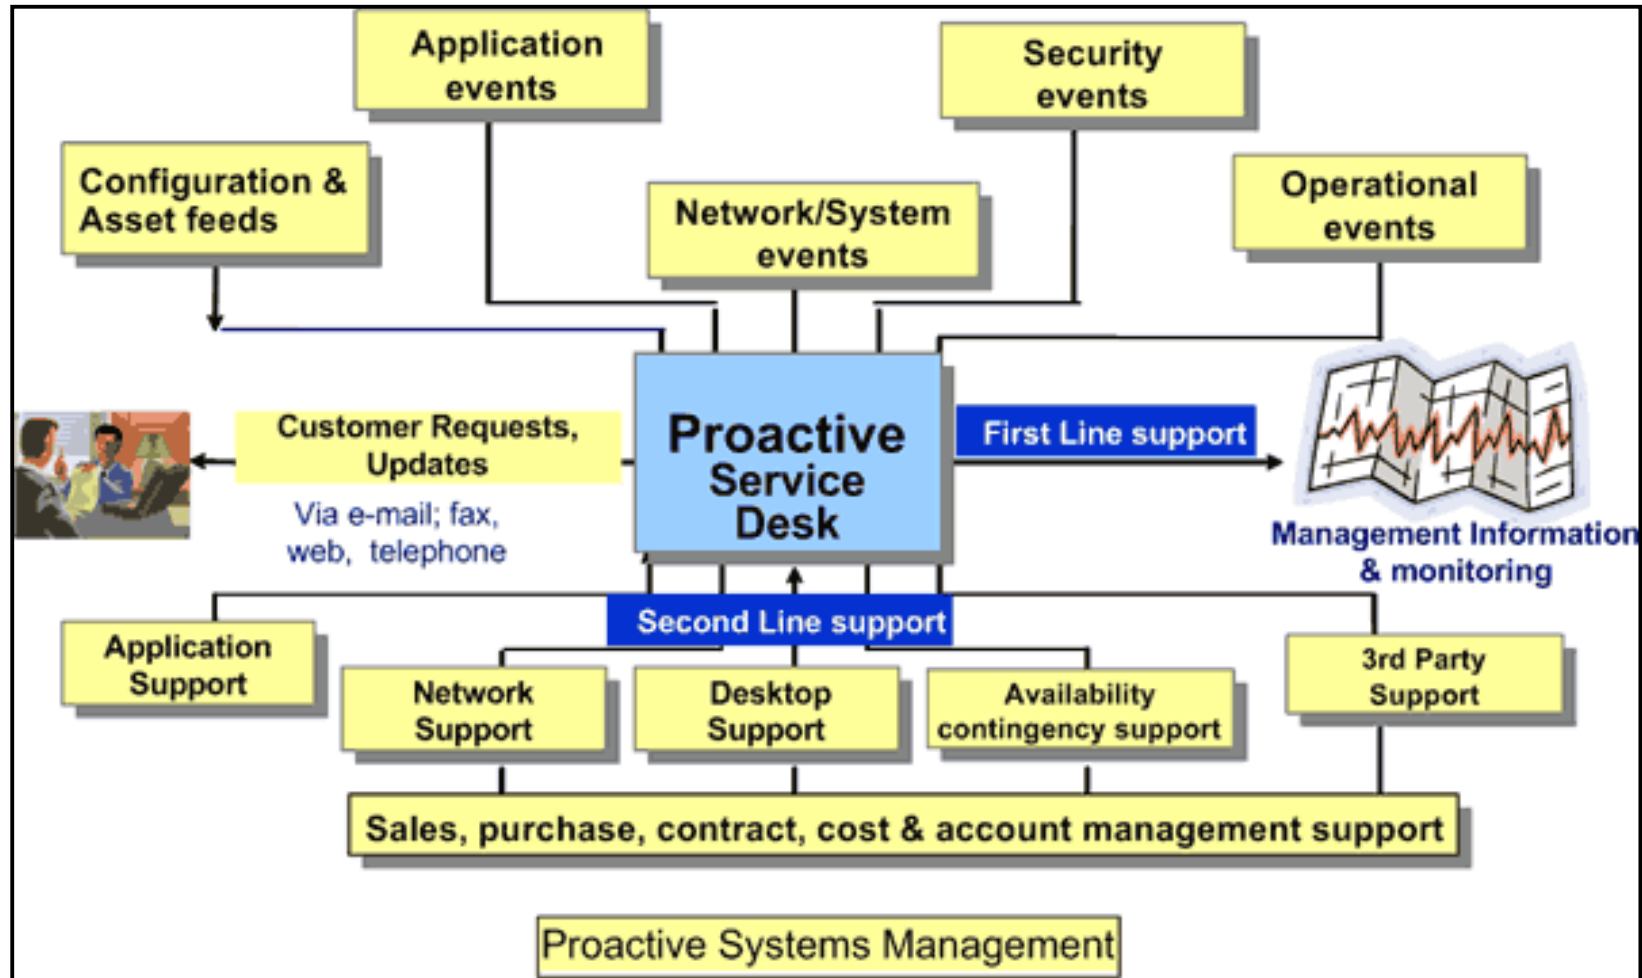 Application
events
Security
events
Configuration &
Asset feeds
Network/System
events
Operational
events
Customer Requests,
Updates
Via e-mail; fax,
web, telephone
Proactive
Service
Desk
First Line support
Management Information
& monitoring
Second Line support
Application
Support
Network
Support
Desktop
Support
Availability
contingency support
3rd Party
Support
Sales, purchase, contract, cost & account management support
Proactive Systems Management